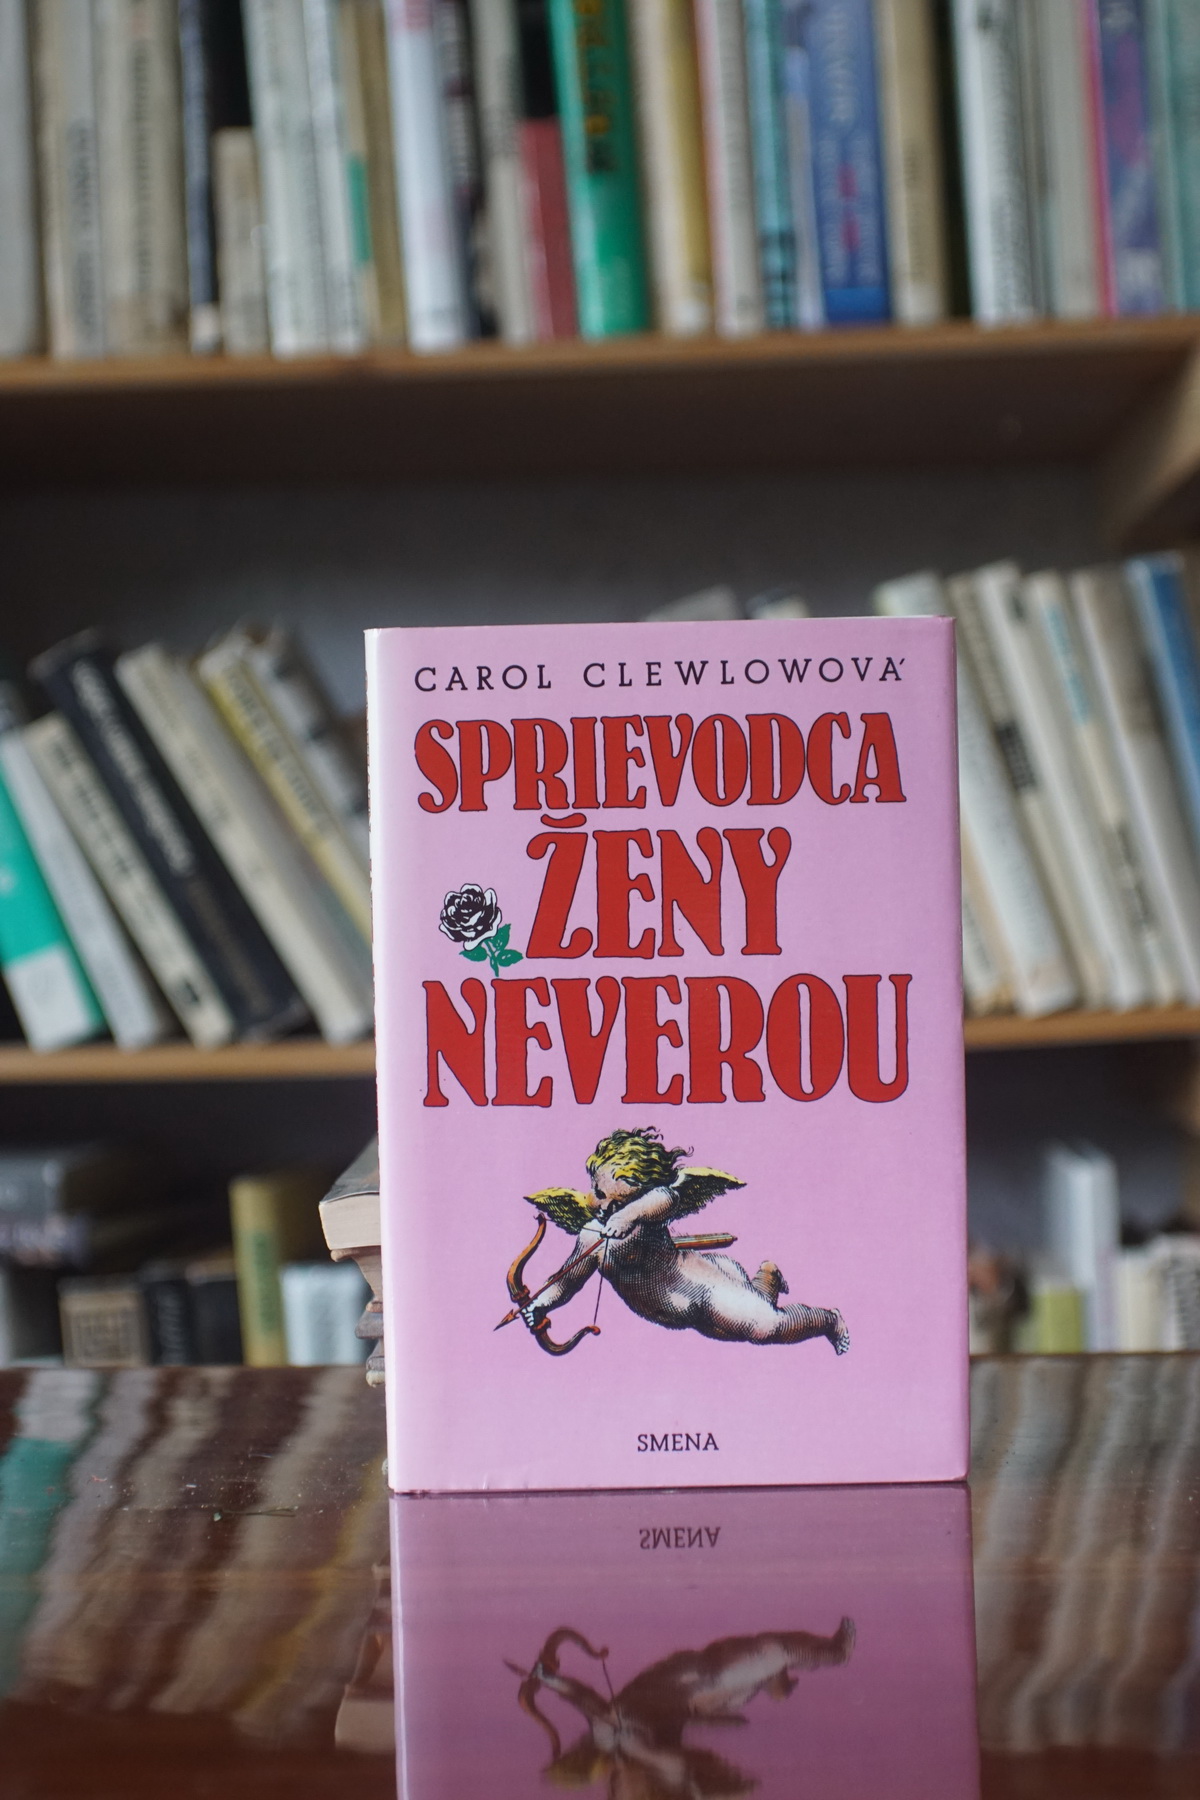 CAROL CLEWLOWOVÁ
SPRIEVODCA
ŽENY
NEVEROU
SMENA